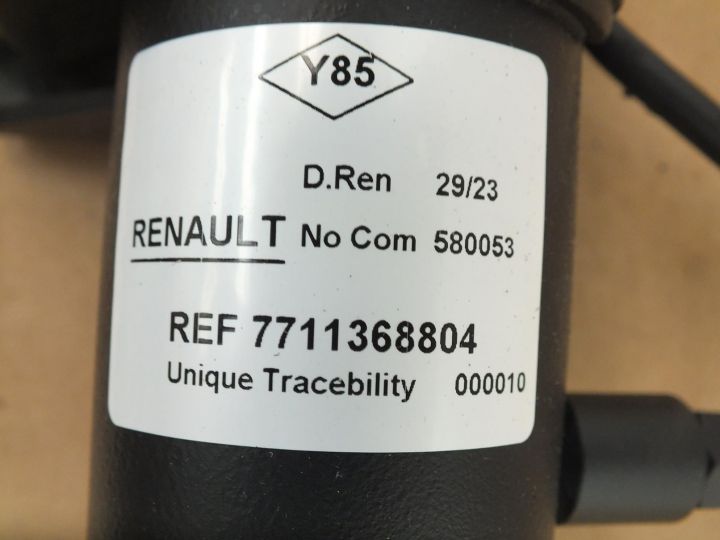 Y85
D.Ren 29/23
RENAULT No Com 580053
REF 7711368804
Unique Tracebility 000010